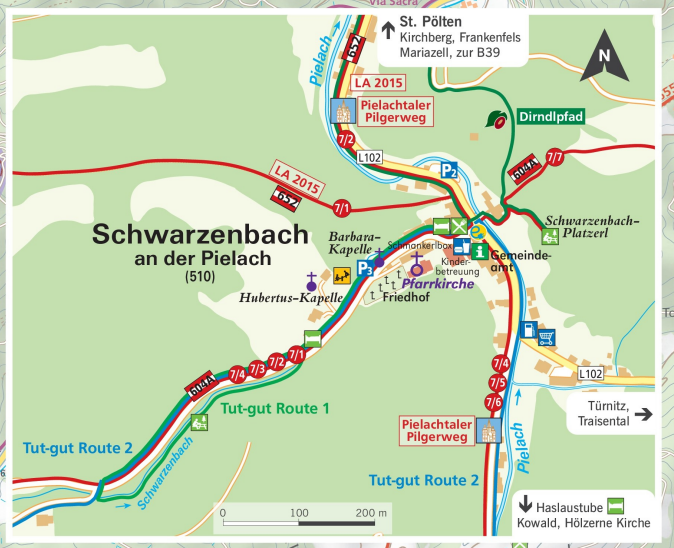 Via Sacra
St. Pölten
Kirchberg, Frankenfels
Mariazell, zur B39
N
Pielach
652
LA 2015
Pielachtaler
Pilgerweg
7/2
L102
Dirndlpfad
P2
604A
7/7
655
LA 2015
652
7/1
Schwarzenbach
an der Pielach
(510)
Schwarzenbach-
Platzerl
Barbara-
Kapelle
Schmankerlbox
Kinder-
betreuung
Gemeinde-
amt
i
P3
Pfarrkirche
Hubertus-Kapelle
Friedhof
604A
7/4
7/3
7/2
7/1
Tut-gut Route 1
Tut-gut Route 2
Schwarzenbach
7/4
7/5
7/6
L102
Türnitz,
Traisental
Pielachtaler
Pilgerweg
Pielach
Tut-gut Route 2
0 100 200 m
Haslaustube
Kowald, Hölzerne Kirche